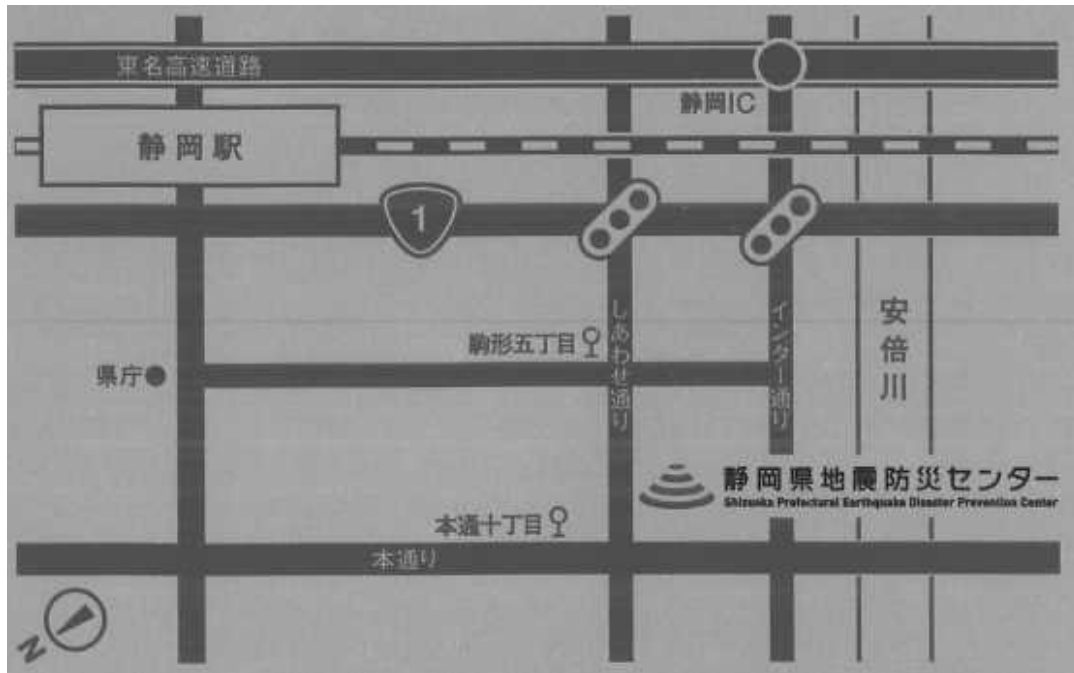 東名高速道路
静岡IC
静岡駅
1
駒形五丁目
しあわせ通り
インター通り
安倍川
県庁
静岡県地震防災センター
Shizuoka Prefectural Earthquake Disaster Prevention Center
本通十丁目
本通り
N